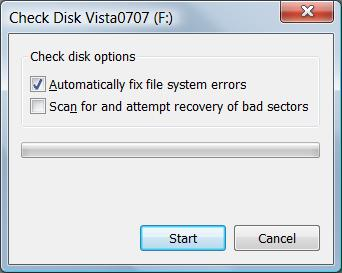 Check Disk Vista0707 (F:)
Check disk options
Automatically fix file system errors
Scan for and attempt recovery of bad sectors
Start Cancel